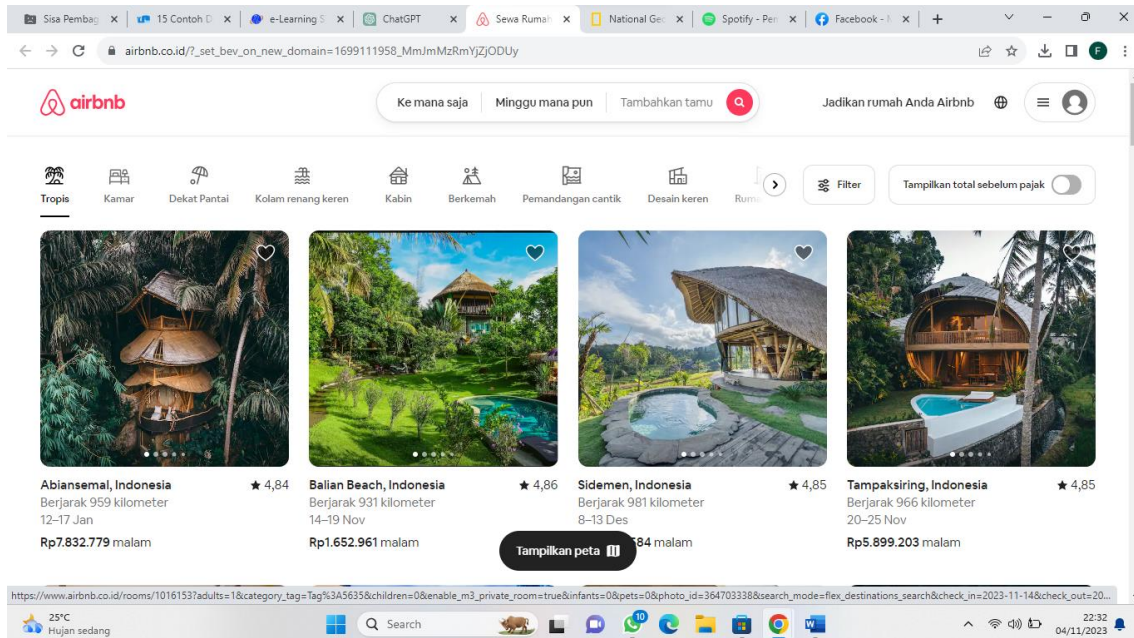 Sisa Pembag
15 Contoh D
e-Learning S
ChatGPT
Sewa Rumah
National Geo
Spotify - Pen
Facebook -
airbnb.co.id/?_set_bev_on_new_domain=1699111958_MmJmMzRmYjZjODUy
F
airbnb
Ke mana saja
Minggu mana pun
Tambahkan tamu
Jadikan rumah Anda Airbnb
Tropis
Kamar
Dekat Pantai
Kolam renang keren
Kabin
Berkemah
Pemandangan cantik
Desain keren
Filter
Tampilkan total sebelum pajak
Abiansemal, Indonesia ★ 4,84
Berjarak 959 kilometer
12–17 Jan
Rp7.832.779 malam
Balian Beach, Indonesia ★ 4,86
Berjarak 931 kilometer
14–19 Nov
Rp1.652.961 malam
Sidemen, Indonesia ★ 4,85
Berjarak 981 kilometer
8–13 Des
584 malam
Tampaksiring, Indonesia ★ 4,85
Berjarak 966 kilometer
20–25 Nov
Rp5.899.203 malam
Tampilkan peta
https://www.airbnb.co.id/rooms/1016153?adults=1&category_tag=Tag%3A5635&children=0&enable_m3_private_room=true&infants=0&pets=0&photo_id=364703338&search_mode=flex_destinations_search&check_in=2023-11-14&check_out=20...
25°C
Hujan sedang
Search
10
22:32
04/11/2023